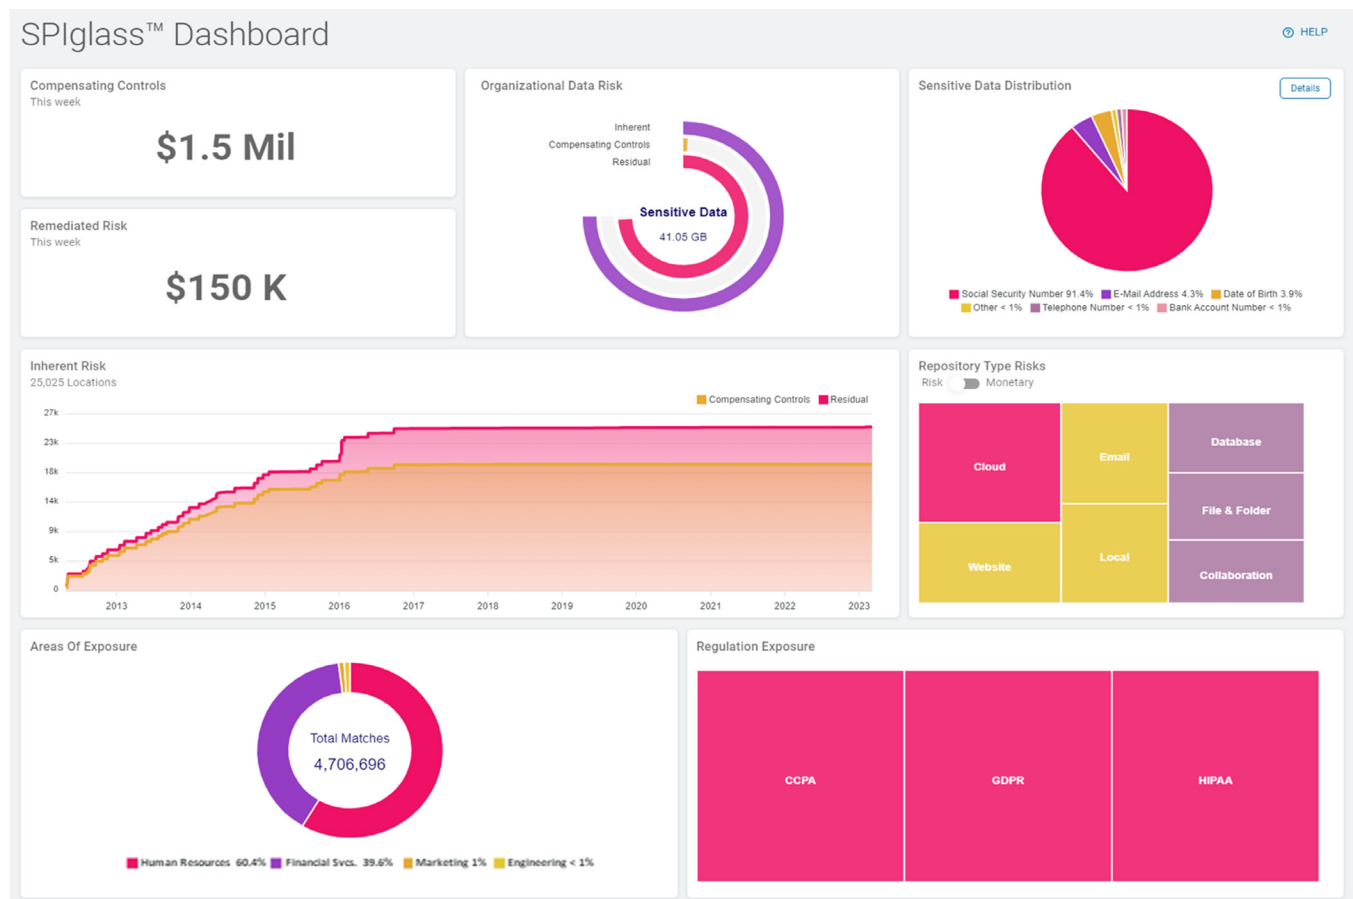 SPIglass™ Dashboard
HELP
Compensating Controls
This week
$1.5 Mil
Remediated Risk
This week
$150 K
Organizational Data Risk
Inherent
Compensating Controls
Residual
Sensitive Data
41.05 GB
Sensitive Data Distribution
Details
Social Security Number 91.4% E-Mail Address 4.3% Date of Birth 3.9%
Other < 1% Telephone Number < 1% Bank Account Number < 1%
Inherent Risk
25,025 Locations
Compensating Controls Residual
27k
23k
18k
14k
9k
5k
0
2013 2014 2015 2016 2017 2018 2019 2020 2021 2022 2023
Repository Type Risks
Risk Monetary
Cloud
Website
Email
Local
Database
File & Folder
Collaboration
Areas Of Exposure
Total Matches
4,706,696
Human Resources 60.4% Financial Svcs. 39.6% Marketing 1% Engineering < 1%
Regulation Exposure
CCPA
GDPR
HIPAA